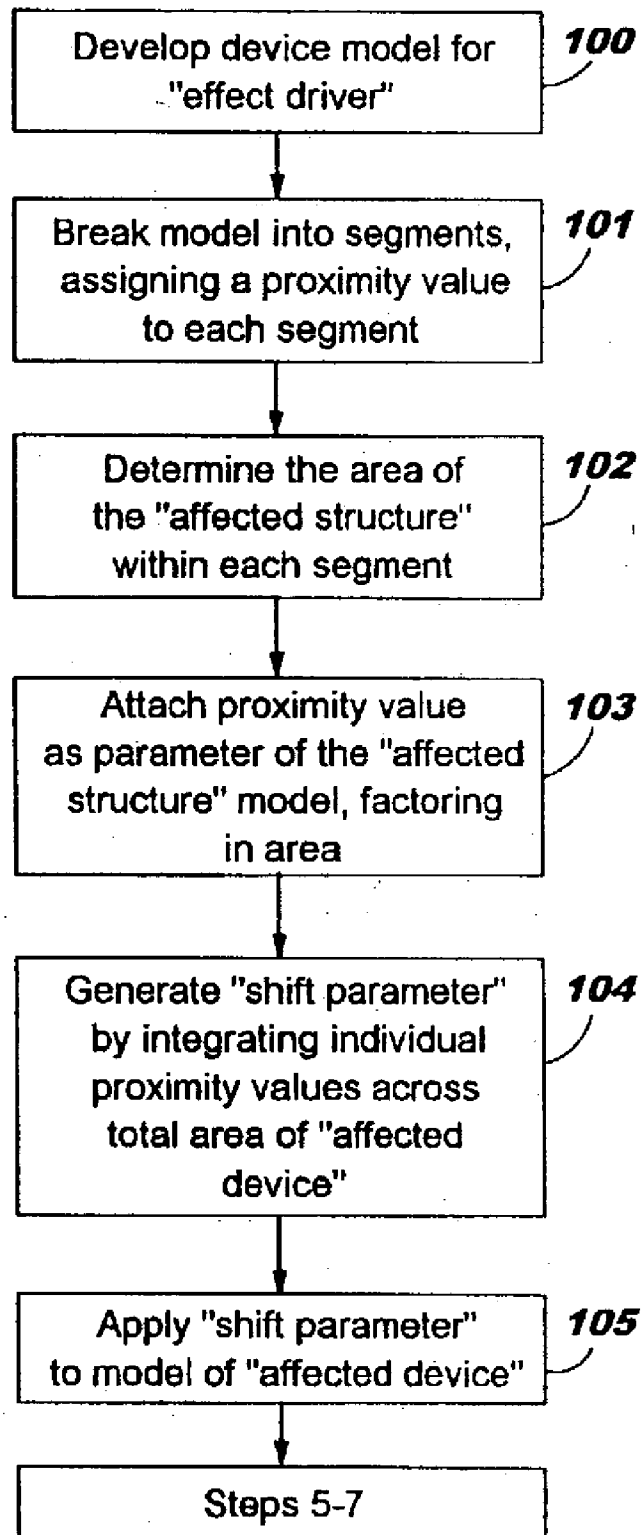 Develop device model for
"effect driver"
100
Break model into segments,
assigning a proximity value
to each segment
101
Determine the area of
the "affected structure"
within each segment
102
Attach proximity value
as parameter of the "affected
structure" model, factoring
in area
103
Generate "shift parameter"
by integrating individual
proximity values across
total area of "affected
device"
104
Apply "shift parameter"
to model of "affected device"
105
Steps 5-7